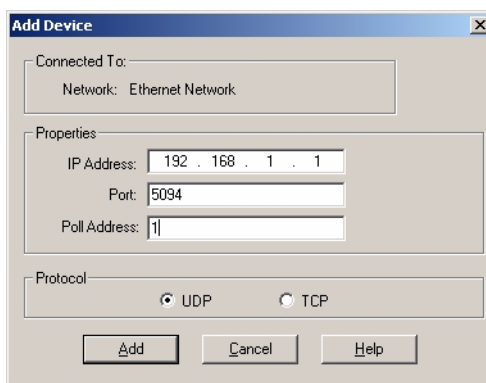 Add Device
Connected To:
Network: Ethernet Network
Properties
IP Address: 192 . 168 . 1 . 1
Port: 5094
Poll Address: 1
Protocol
UDP TCP
Add Cancel Help